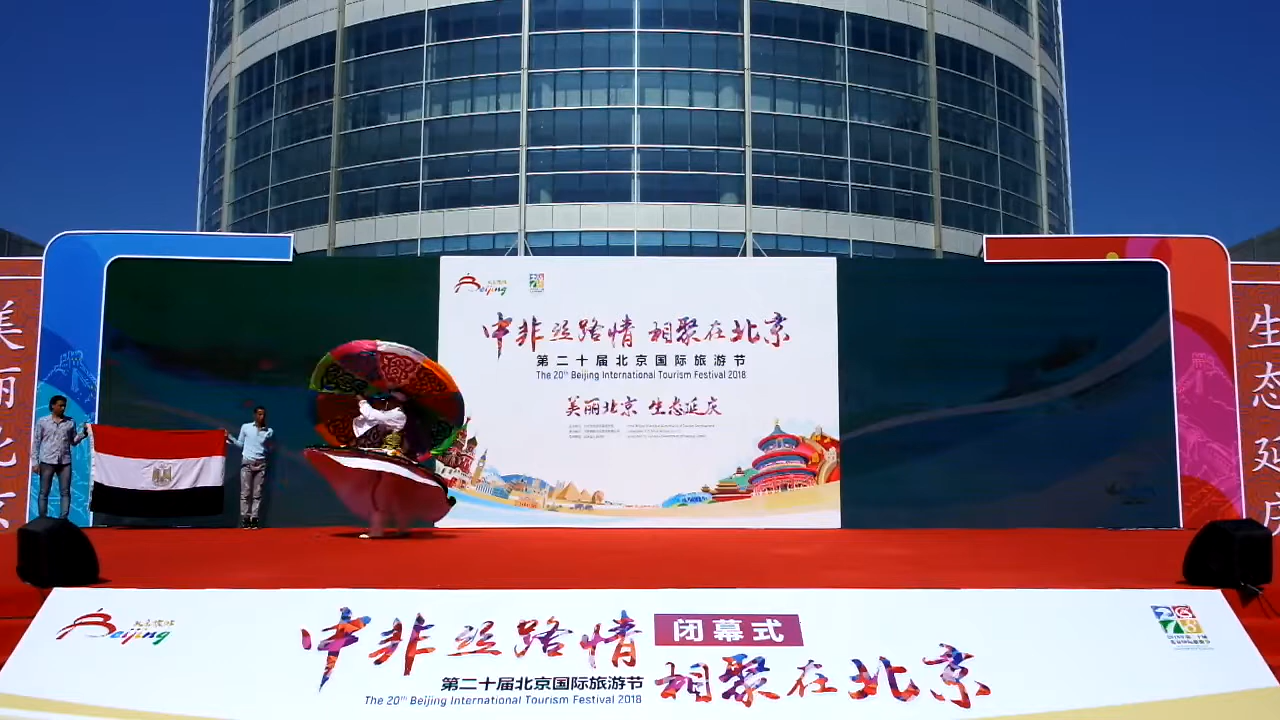 Beijing
中非丝路情 相聚在北京
第二十届北京国际旅游节
The 20th Beijing International Tourism Festival 2018
美丽北京 生态延庆
美丽北京
生态延庆
Beijing
中非丝路情
闭幕式
相聚在北京
第二十届北京国际旅游节
The 20th Beijing International Tourism Festival 2018